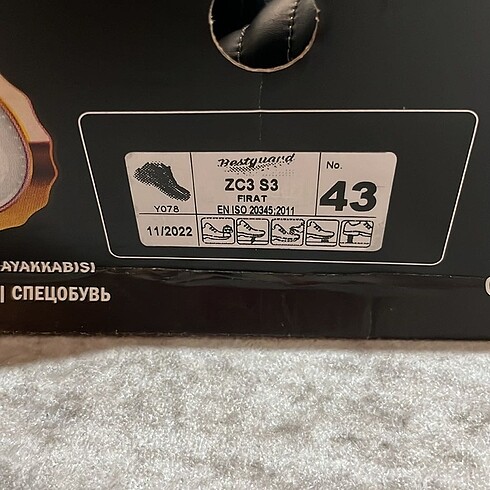 Bestguard
No.
ZC3 S3
FIRAT
43
Y078
EN ISO 20345:2011
11/2022
AYAKKABISI
| СПЕЦОБУВЬ